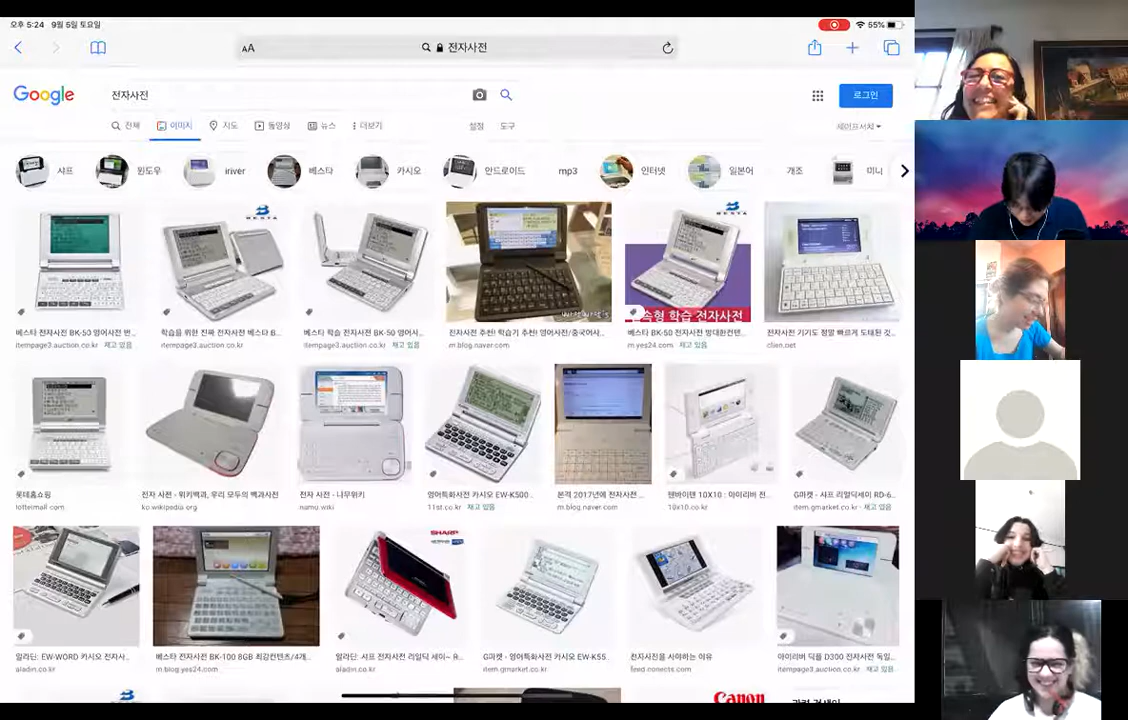 오후 5:24 9월 5일 토요일
55%
AA
전자사전
Google
전자사전
로그인
전체 이미지 지도 동영상 뉴스 더보기 설정 도구
세이프서치
샤프 윈도우 iriver 베스타 카시오 안드로이드 mp3 인터넷 일본어 개조 미니
BESTA
BESTA
속형 학습 전자사전
베스타 전자사전 BK-50 영어사전 번...
itempage3.auction.co.kr 재고 있음
학습을 위한 진짜 전자사전 베스타 B...
itempage3.auction.co.kr
베스타 학습 전자사전 BK-50 영어사...
itempage3.auction.co.kr 재고 있음
전자사전 추천! 학습기 추천! 영어사전/중국어사...
m.blog.naver.com
베스타 BK-50 전자사전 방대한컨텐...
m.yes24.com 재고 있음
전자사전 기기도 정말 빠르게 도태된 것...
clien.net
롯데홈쇼핑
lotteimall.com
전자 사전 - 위키백과, 우리 모두의 백과사전
ko.wikipedia.org
전자 사전 - 나무위키
namu.wiki
영어특화사전 카시오 EW-K500...
11st.co.kr 재고 있음
본격 2017년에 전자사전 ...
m.blog.naver.com
텐바이텐 10X10 : 아이리버 전...
10x10.co.kr
G마켓 - 샤프 리얼딕세이 RD-6...
item.gmarket.co.kr 재고 있음
SHARP
알라딘: EW-WORD 카시오 전자사...
aladin.co.kr
베스타 전자사전 BK-100 8GB 최강컨텐츠/4개...
m.blog.yes24.com
알라딘: 샤프 전자사전 리얼딕 세이~ R...
aladin.co.kr
G마켓 - 영어특화사전 카시오 EW-K55...
item.gmarket.co.kr
전자사전을 사야하는 이유
feed.nonects.com
아이리버 딕플 D300 전자사전 독일...
itempage3.auction.co.kr 재고 있음
Canon